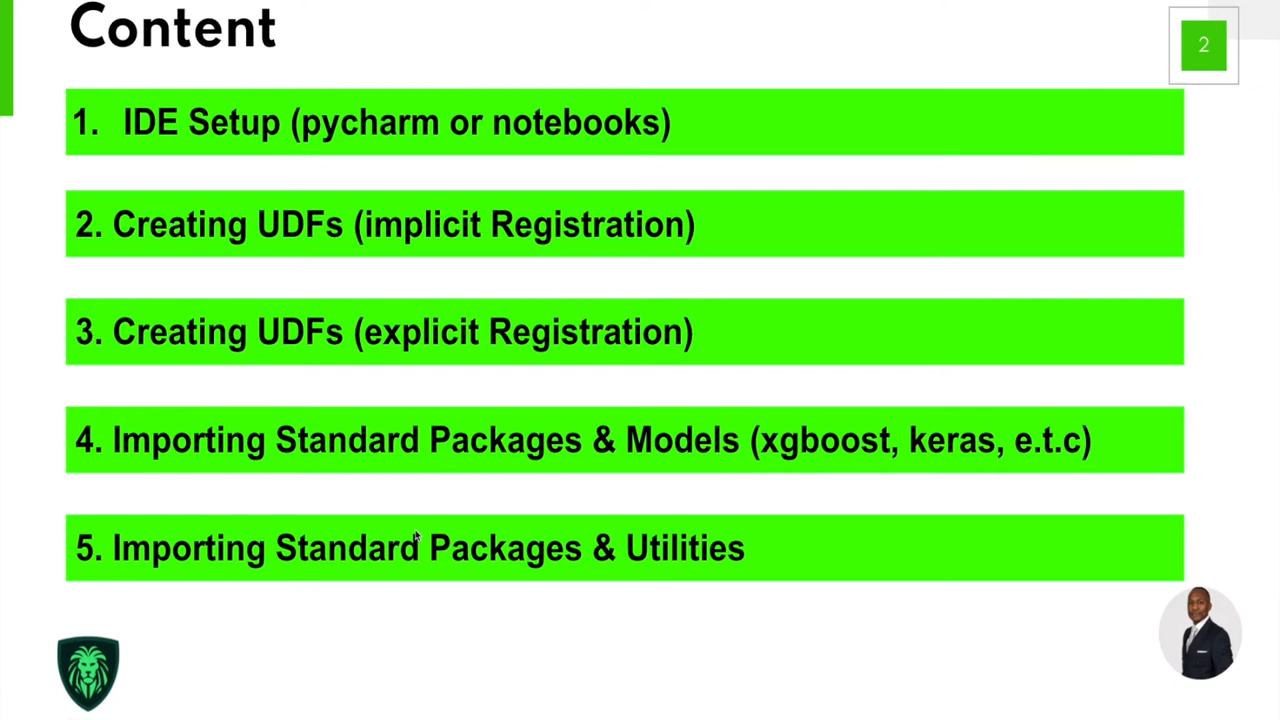 Content
2
1. IDE Setup (pycharm or notebooks)
2. Creating UDFs (implicit Registration)
3. Creating UDFs (explicit Registration)
4. Importing Standard Packages & Models (xgboost, keras, e.t.c)
5. Importing Standard Packages & Utilities